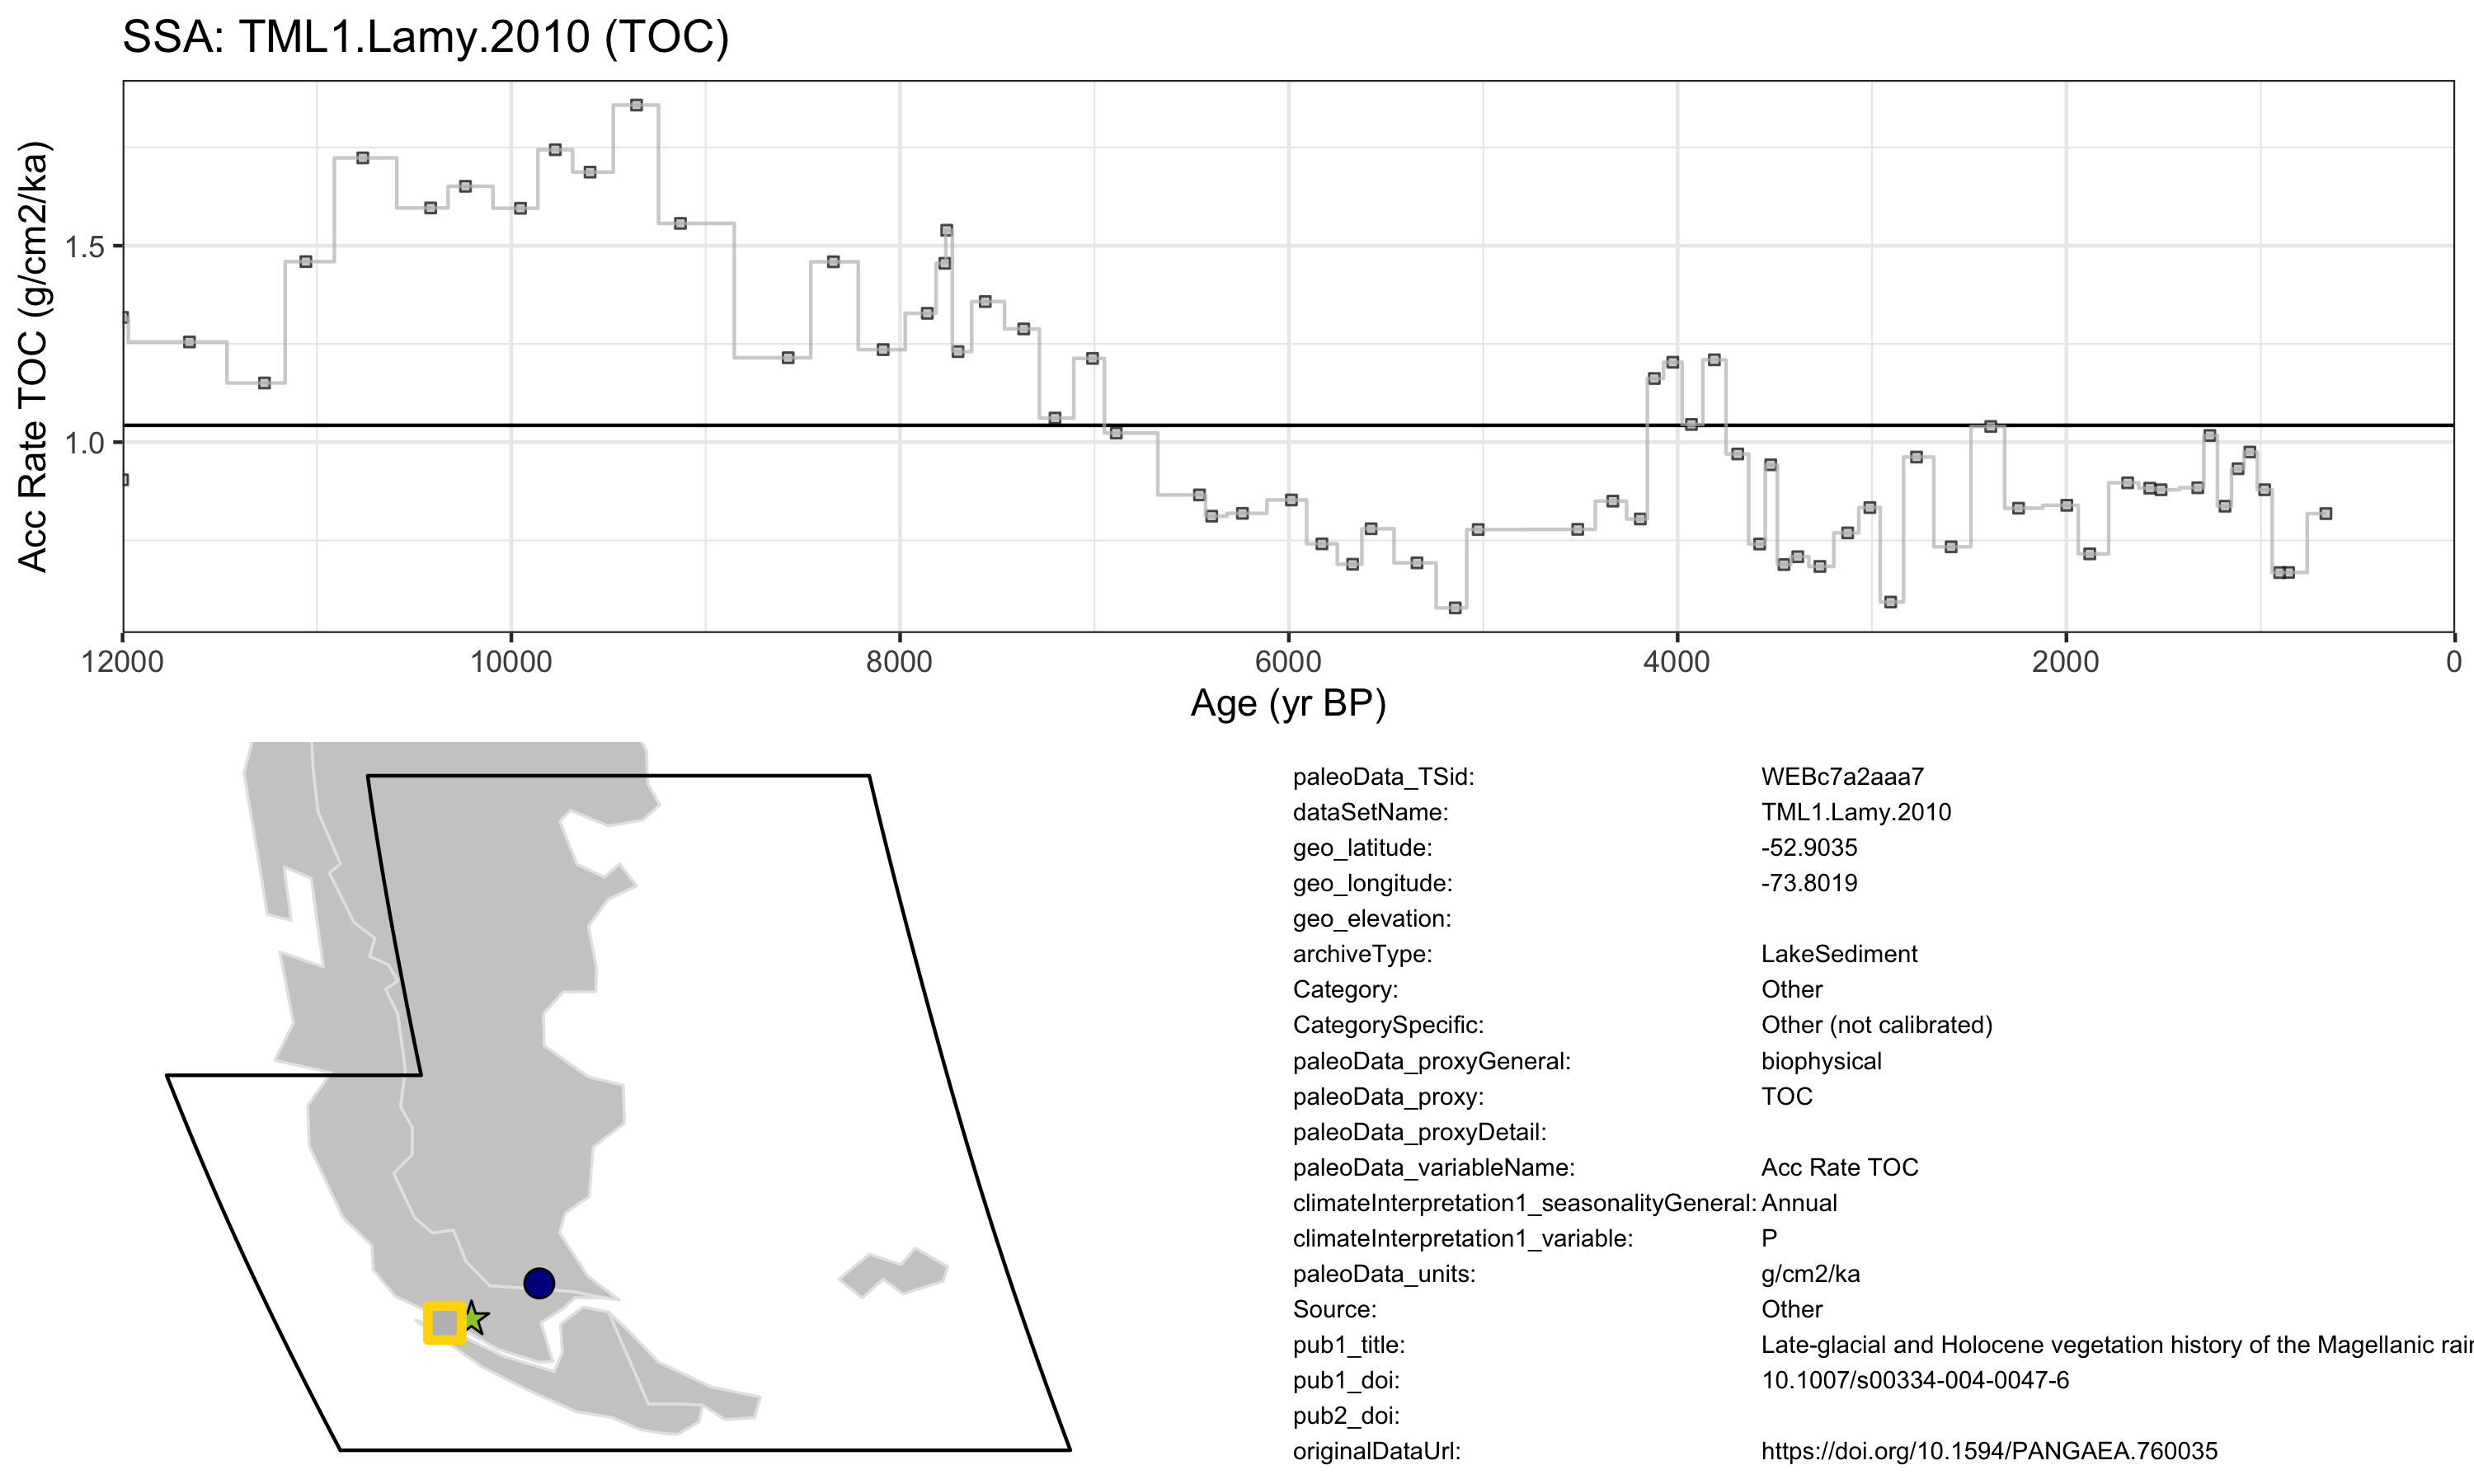 SSA: TML1.Lamy.2010 (TOC)
Acc Rate TOC (g/cm2/ka)
1.5
1.0
12000 10000 8000 6000 4000 2000 0
Age (yr BP)
paleoData_TSid: WEBc7a2aaa7
dataSetName: TML1.Lamy.2010
geo_latitude: -52.9035
geo_longitude: -73.8019
geo_elevation:
archiveType: LakeSediment
Category: Other
CategorySpecific: Other (not calibrated)
paleoData_proxyGeneral: biophysical
paleoData_proxy: TOC
paleoData_proxyDetail:
paleoData_variableName: Acc Rate TOC
climateInterpretation1_seasonalityGeneral: Annual
climateInterpretation1_variable: P
paleoData_units: g/cm2/ka
Source: Other
pub1_title: Late-glacial and Holocene vegetation history of the Magellanic
pub1_doi: 10.1007/s00334-004-0047-6
pub2_doi:
originalDataUrl: https://doi.org/10.1594/PANGAEA.760035